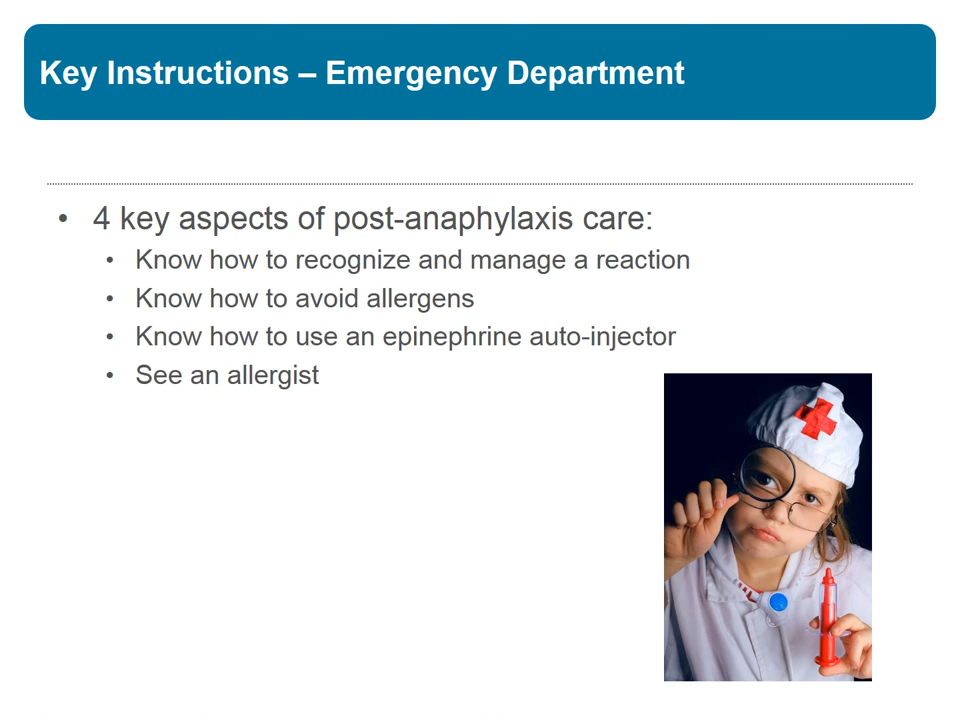 Key Instructions – Emergency Department
• 4 key aspects of post-anaphylaxis care:
• Know how to recognize and manage a reaction
• Know how to avoid allergens
• Know how to use an epinephrine auto-injector
• See an allergist